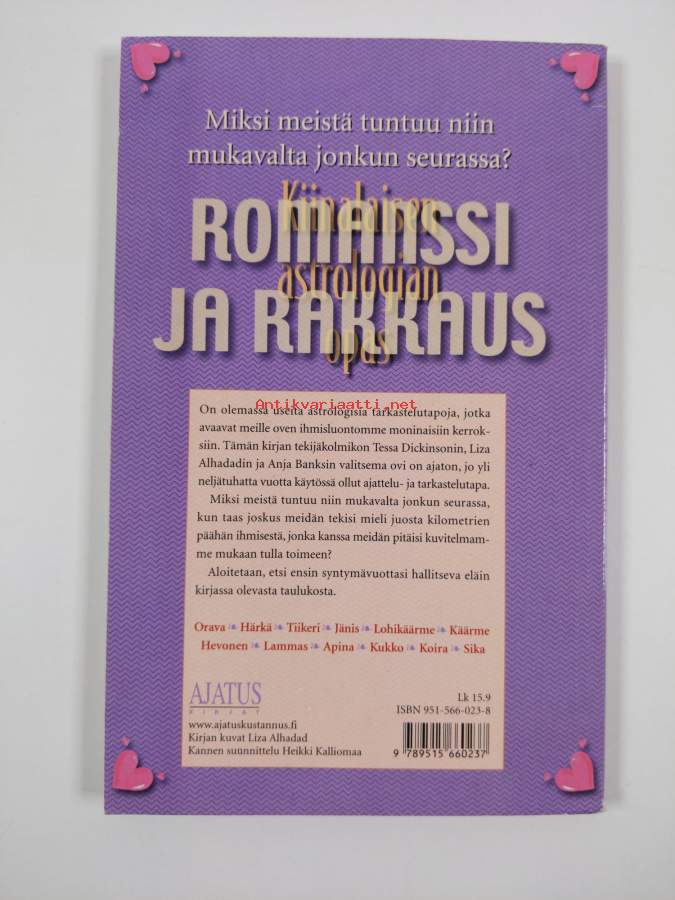 Miksi meistä tuntuu niin
mukavalta jonkun seurassa?
Kiinalaisen
ROMANSSI
astrologian
JA RAKKAUS
opas
Antikvariaatti.net
On olemassa useita astrologisia tarkastelutapoja, jotka
avaavat meille oven ihmisluontomme moninaisiin kerrok-
siin. Tämän kirjan tekijäkolmikon Tessa Dickinsonin, Liza
Alhadadin ja Anja Banksin valitsema ovi on ajaton, jo yli
neljätuhatta vuotta käytössä ollut ajattelu- ja tarkastelutapa.
Miksi meistä tuntuu niin mukavalta jonkun seurassa,
kun taas joskus meidän tekisi mieli juosta kilometrien
päähän ihmisestä, jonka kanssa meidän pitäisi kuvitelmam-
me mukaan tulla toimeen?
Aloitetaan, etsi ensin syntymävuottasi hallitseva eläin
kirjassa olevasta taulukosta.
Orava ❧ Härkä ❧ Tiikeri ❧ Jänis ❧ Lohikäärme ❧ Käärme
Hevonen ❧ Lammas ❧ Apina ❧ Kukko ❧ Koira ❧ Sika
AJATUS
KIRJAT
Lk 15.9
ISBN 951-566-023-8
www.ajatuskustannus.fi
Kirjan kuvat Liza Alhadad
Kannen suunnittelu Heikki Kalliomaa
9 789515 660237